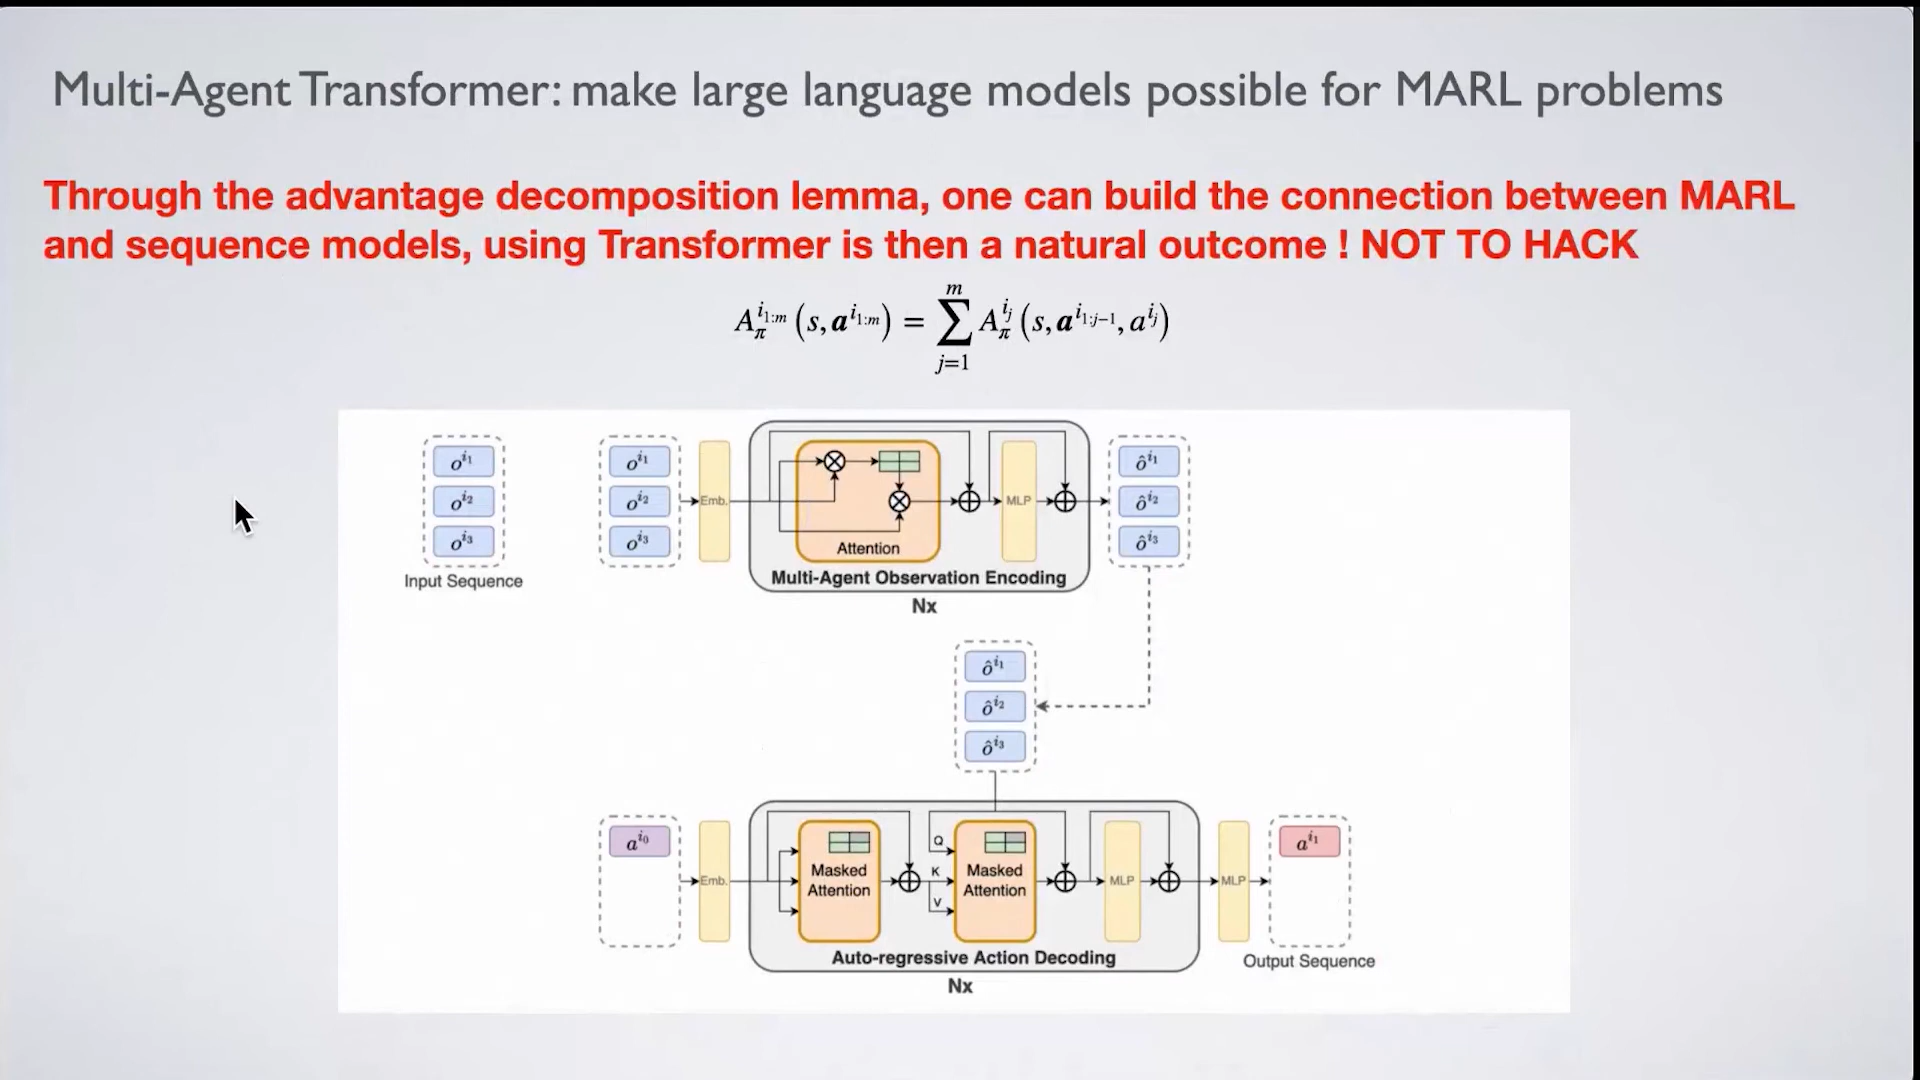 Multi-Agent Transformer: make large language models possible for MARL problems
Through the advantage decomposition lemma, one can build the connection between MARL
and sequence models, using Transformer is then a natural outcome ! NOT TO HACK
A_π^{i_{1:m}} (s, a^{i_{1:m}}) = ∑_{j=1}^{m} A_π^{i_j} (s, a^{i_{1:j−1}}, a^{i_j})
o^{i_1}
o^{i_2}
o^{i_3}
Input Sequence
o^{i_1}
o^{i_2}
o^{i_3}
Emb.
Attention
MLP
Multi-Agent Observation Encoding
Nx
ô^{i_1}
ô^{i_2}
ô^{i_3}
ô^{i_1}
ô^{i_2}
ô^{i_3}
a^{i_0}
Emb.
Masked
Attention
Q
K
V
Masked
Attention
MLP
MLP
Auto-regressive Action Decoding
Nx
a^{i_1}
Output Sequence